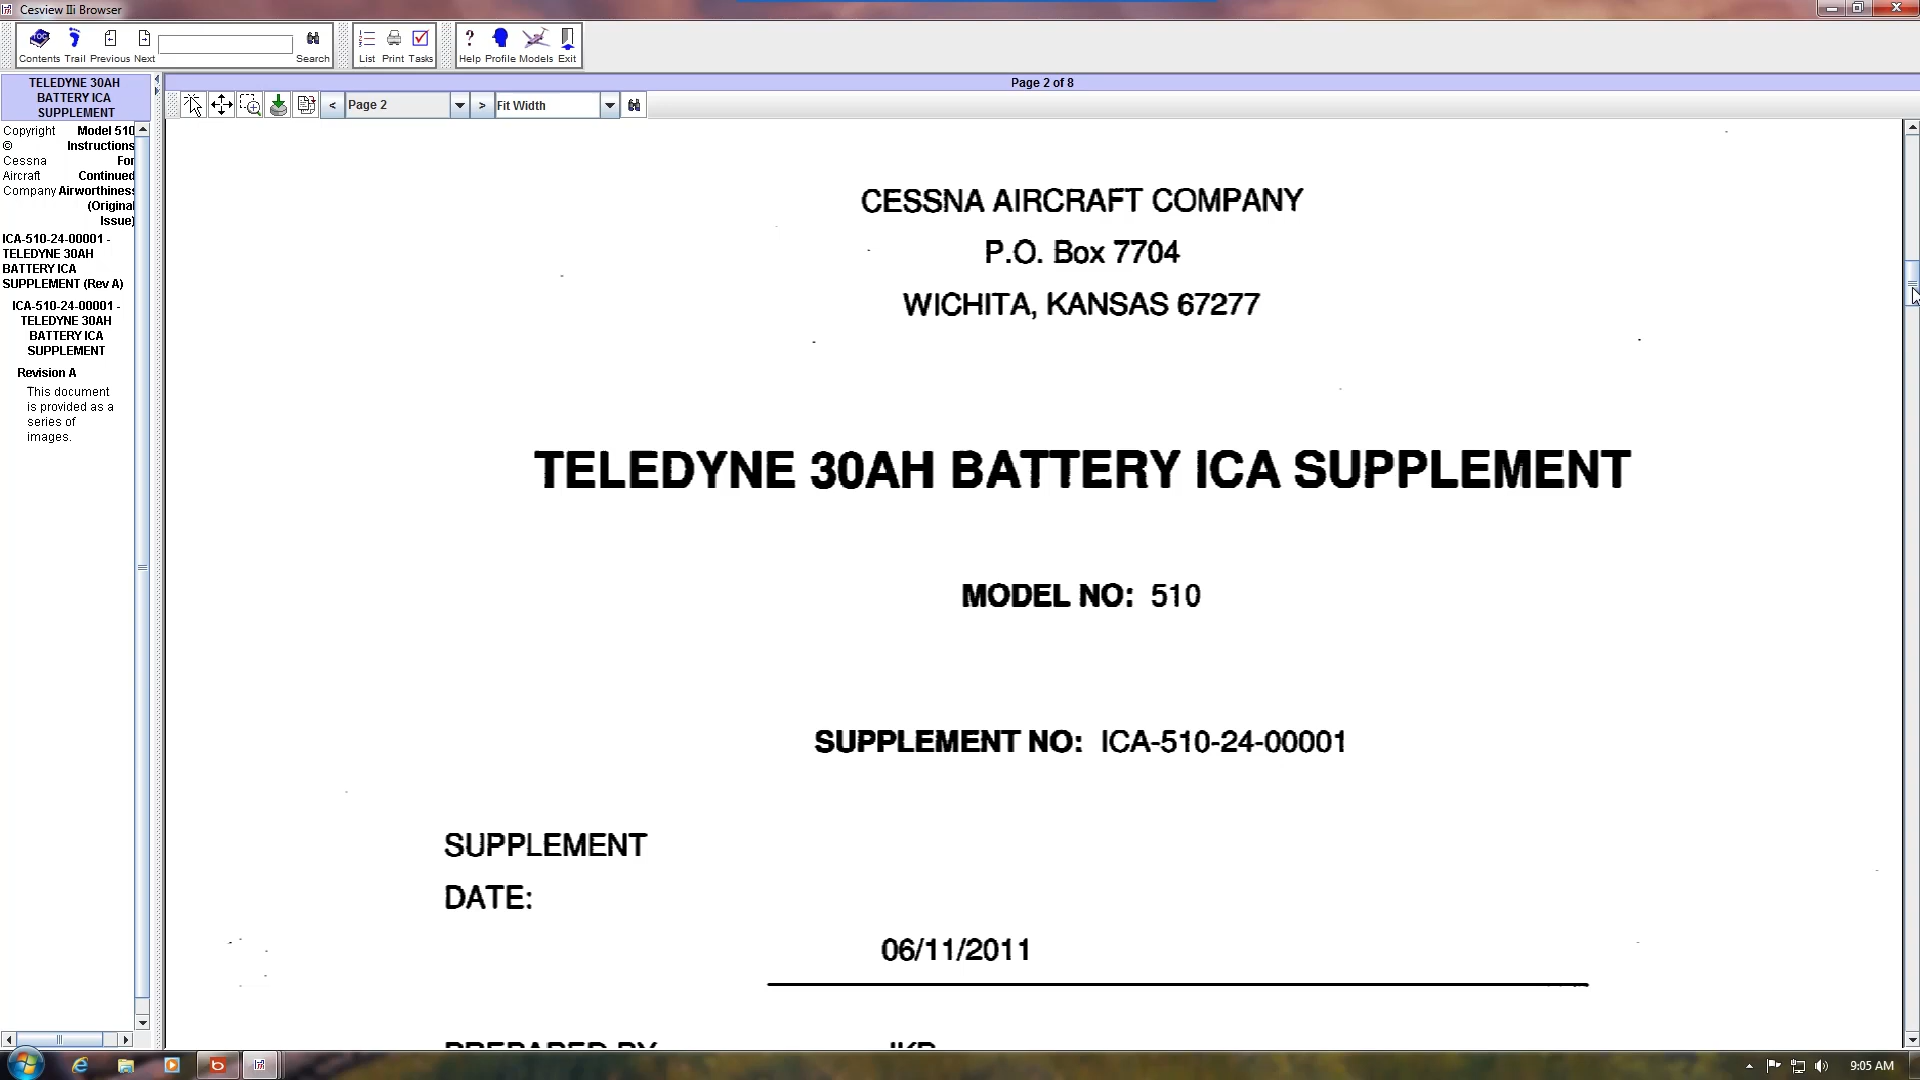 Cesview IIi Browser
Contents Trail Previous Next Search List Print Tasks Help Profile Models Exit
TELEDYNE 30AH
BATTERY ICA
SUPPLEMENT
Page 2 of 8
< Page 2 > Fit Width
Copyright Model 510
© Instructions
Cessna For
Aircraft Continued
Company Airworthiness
(Original
Issue)
ICA-510-24-00001 -
TELEDYNE 30AH
BATTERY ICA
SUPPLEMENT (Rev A)
ICA-510-24-00001 -
TELEDYNE 30AH
BATTERY ICA
SUPPLEMENT
Revision A
This document
is provided as a
series of
images.
CESSNA AIRCRAFT COMPANY
P.O. Box 7704
WICHITA, KANSAS 67277
TELEDYNE 30AH BATTERY ICA SUPPLEMENT
MODEL NO: 510
SUPPLEMENT NO: ICA-510-24-00001
SUPPLEMENT
DATE:
06/11/2011
PREPARED BY
9:05 AM